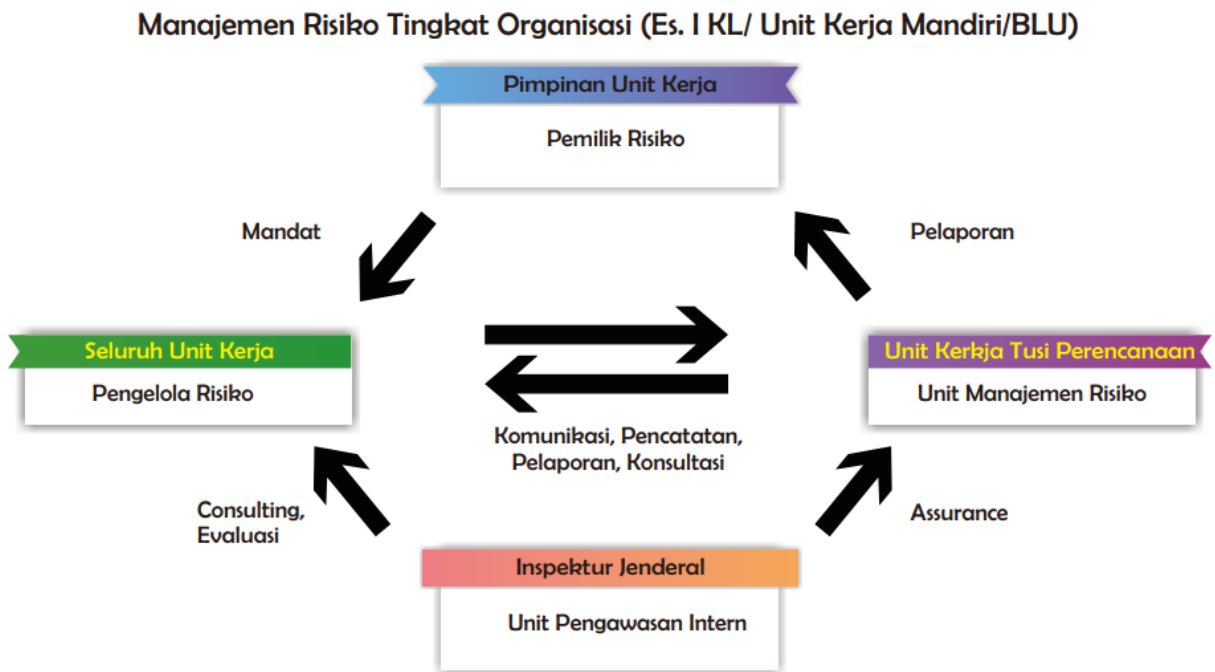 Manajemen Risiko Tingkat Organisasi (Es. I KL/ Unit Kerja Mandiri/BLU)
Pimpinan Unit Kerja
Pemilik Risiko
Mandat
Pelaporan
Seluruh Unit Kerja
Pengelola Risiko
Unit Kerkja Tusi Perencanaan
Unit Manajemen Risiko
Komunikasi, Pencatatan,
Pelaporan, Konsultasi
Consulting,
Evaluasi
Assurance
Inspektur Jenderal
Unit Pengawasan Intern